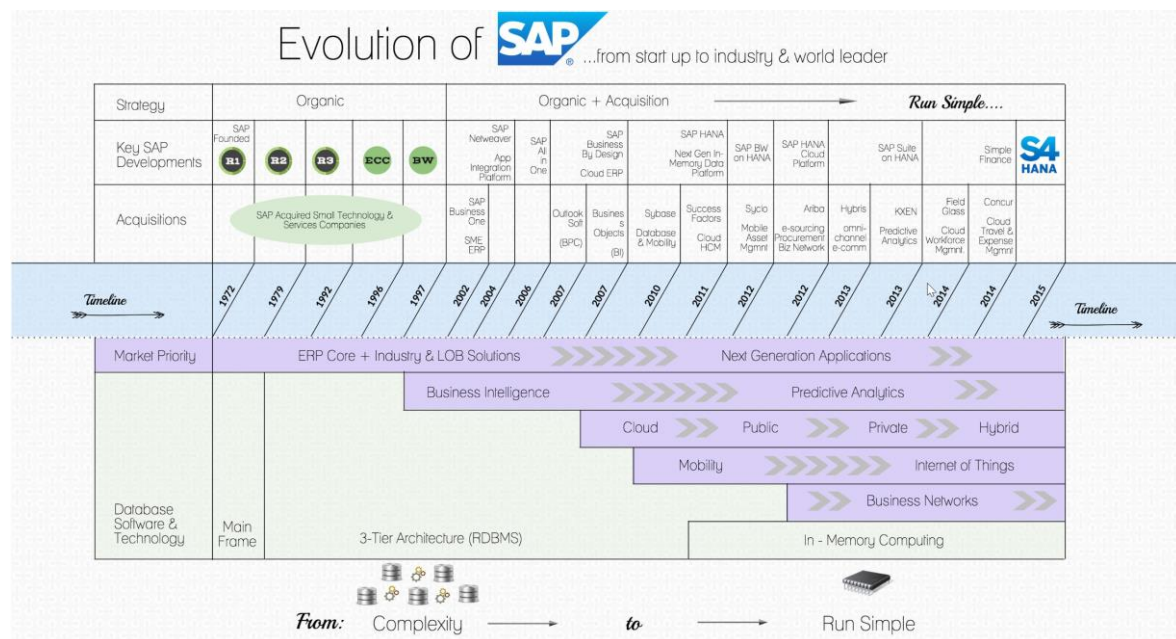 Evolution of SAP® ...from start up to industry & world leader
Strategy
Organic
Organic + Acquisition
Run Simple....
Key SAP
Developments
SAP
Founded
R1
R2
R3
ECC
BW
SAP
Netweaver
App
Integration
Platform
SAP
All
in
One
SAP
Business
By Design
Cloud ERP
SAP HANA
Next Gen In-
Memory Data
Platform
SAP BW
on HANA
SAP HANA
Cloud
Platform
SAP Suite
on HANA
Simple
Finance
S4
HANA
Acquisitions
SAP Acquired Small Technology &
Services Companies
SAP
Business
One
SME
ERP
Outlook
Soft
(BPC)
Busines
s
Objects
(BI)
Sybase
Database
& Mobility
Success
Factors
Cloud
HCM
Syclo
Mobile
Asset
Mgmnt
Ariba
e-sourcing
Procurement
Biz Network
Hybris
omni-
channel
e-comm
KXEN
Predictive
Analytics
Field
Glass
Cloud
Workforce
Mgmnt.
Concur
Cloud
Travel &
Expense
Mgmnt
Timeline
1972
1979
1992
1996
1997
2002
2004
2006
2007
2007
2010
2011
2012
2012
2013
2013
2014
2014
2015
Timeline
Market Priority
ERP Core + Industry & LOB Solutions
Next Generation Applications
Business Intelligence
Predictive Analytics
Cloud
Public
Private
Hybrid
Mobility
Internet of Things
Business Networks
Database
Software &
Technology
Main
Frame
3-Tier Architecture (RDBMS)
In - Memory Computing
From: Complexity to Run Simple